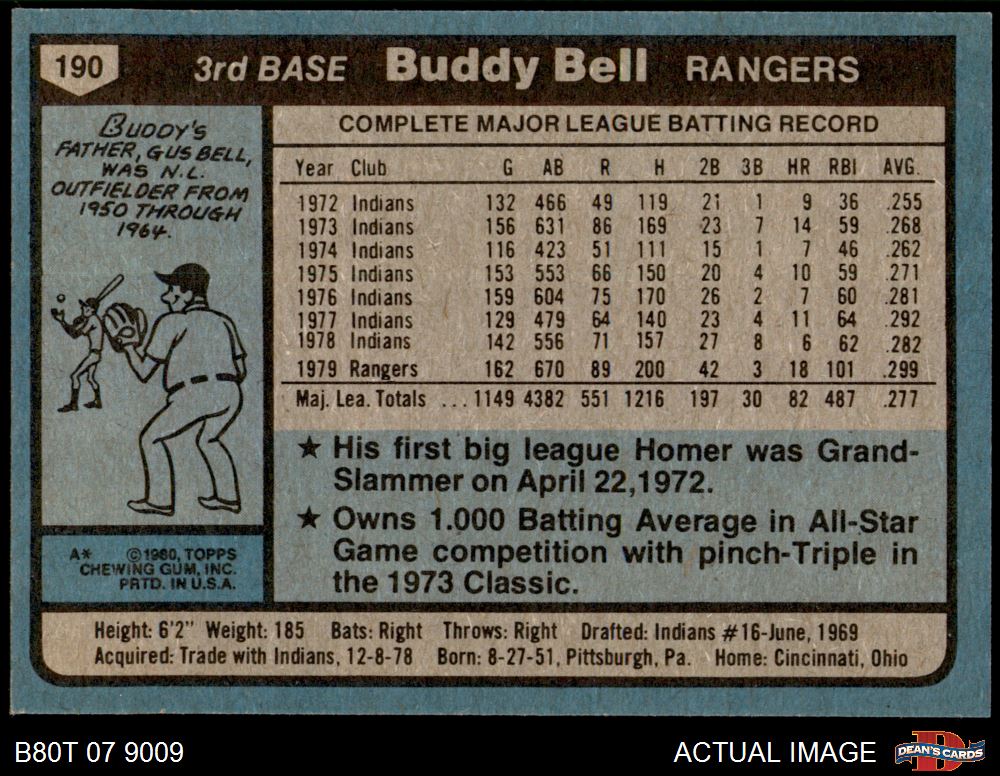 190 3rd BASE Buddy Bell RANGERS
BUDDY'S
FATHER, GUS BELL,
WAS N.L.
OUTFIELDER FROM
1950 THROUGH
1964.
COMPLETE MAJOR LEAGUE BATTING RECORD
Year Club G AB R H 2B 3B HR RBI AVG.
1972 Indians 132 466 49 119 21 1 9 36 .255
1973 Indians 156 631 86 169 23 7 14 59 .268
1974 Indians 116 423 51 111 15 1 7 46 .262
1975 Indians 153 553 66 150 20 4 10 59 .271
1976 Indians 159 604 75 170 26 2 7 60 .281
1977 Indians 129 479 64 140 23 4 11 64 .292
1978 Indians 142 556 71 157 27 8 6 62 .282
1979 Rangers 162 670 89 200 42 3 18 101 .299
Maj. Lea. Totals ...1149 4382 551 1216 197 30 82 487 .277
★ His first big league Homer was Grand-
Slammer on April 22,1972.
★ Owns 1.000 Batting Average in All-Star
Game competition with pinch-Triple in
the 1973 Classic.
A* ©1980, TOPPS
CHEWING GUM, INC.
PRTD. IN U.S.A.
Height: 6'2" Weight: 185 Bats: Right Throws: Right Drafted: Indians #16-June, 1969
Acquired: Trade with Indians, 12-8-78 Born: 8-27-51, Pittsburgh, Pa. Home: Cincinnati, Ohio
B80T 07 9009 ACTUAL IMAGE D DEAN'S CARDS